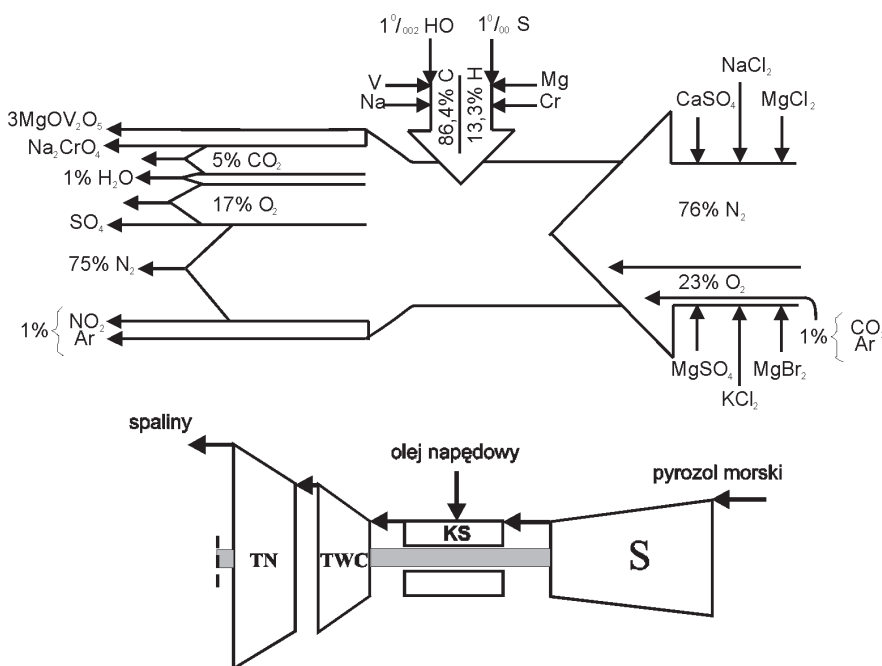 1⁰/₀₀₂ HO
1⁰/₀₀ S
V
Na
86,4% C
13,3% H
Mg
Cr
NaCl₂
CaSO₄
MgCl₂
3MgOV₂O₅
Na₂CrO₄
5% CO₂
1% H₂O
17% O₂
SO₄
75% N₂
1% { NO₂
Ar
76% N₂
23% O₂
1% { CO₂
Ar
MgSO₄
MgBr₂
KCl₂
spaliny
olej napędowy
pyrozol morski
KS
TN
TWC
S